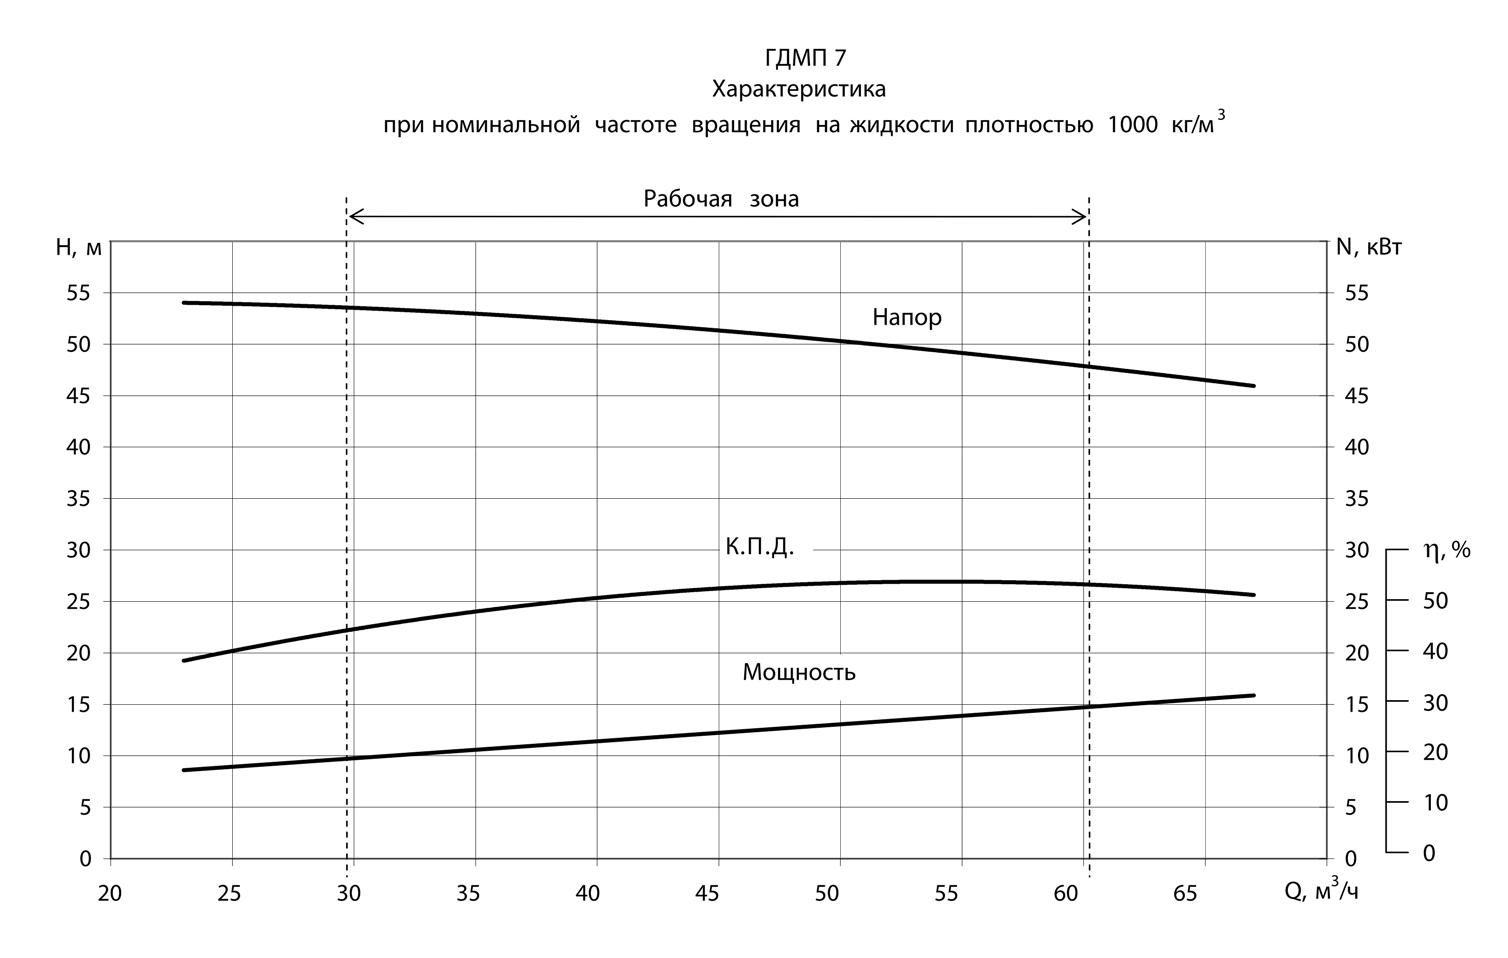 ГДМП 7
Характеристика
при номинальной частоте вращения на жидкости плотностью 1000 кг/м³
Рабочая зона
H, м
N, кВт
55 55
Напор
50 50
45 45
40 40
35 35
К.П.Д.
30 30 η, %
25 25 50
20 20 40
Мощность
15 15 30
10 10 20
5 5 10
0 0 0
20 25 30 35 40 45 50 55 60 65 Q, м³/ч